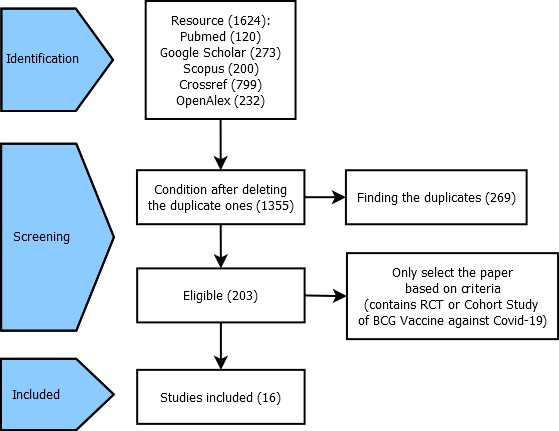 Identification
Resource (1624):
Pubmed (120)
Google Scholar (273)
Scopus (200)
Crossref (799)
OpenAlex (232)
Screening
Condition after deleting
the duplicate ones (1355)
Finding the duplicates (269)
Eligible (203)
Only select the paper
based on criteria
(contains RCT or Cohort Study
of BCG Vaccine against Covid-19)
Included
Studies included (16)